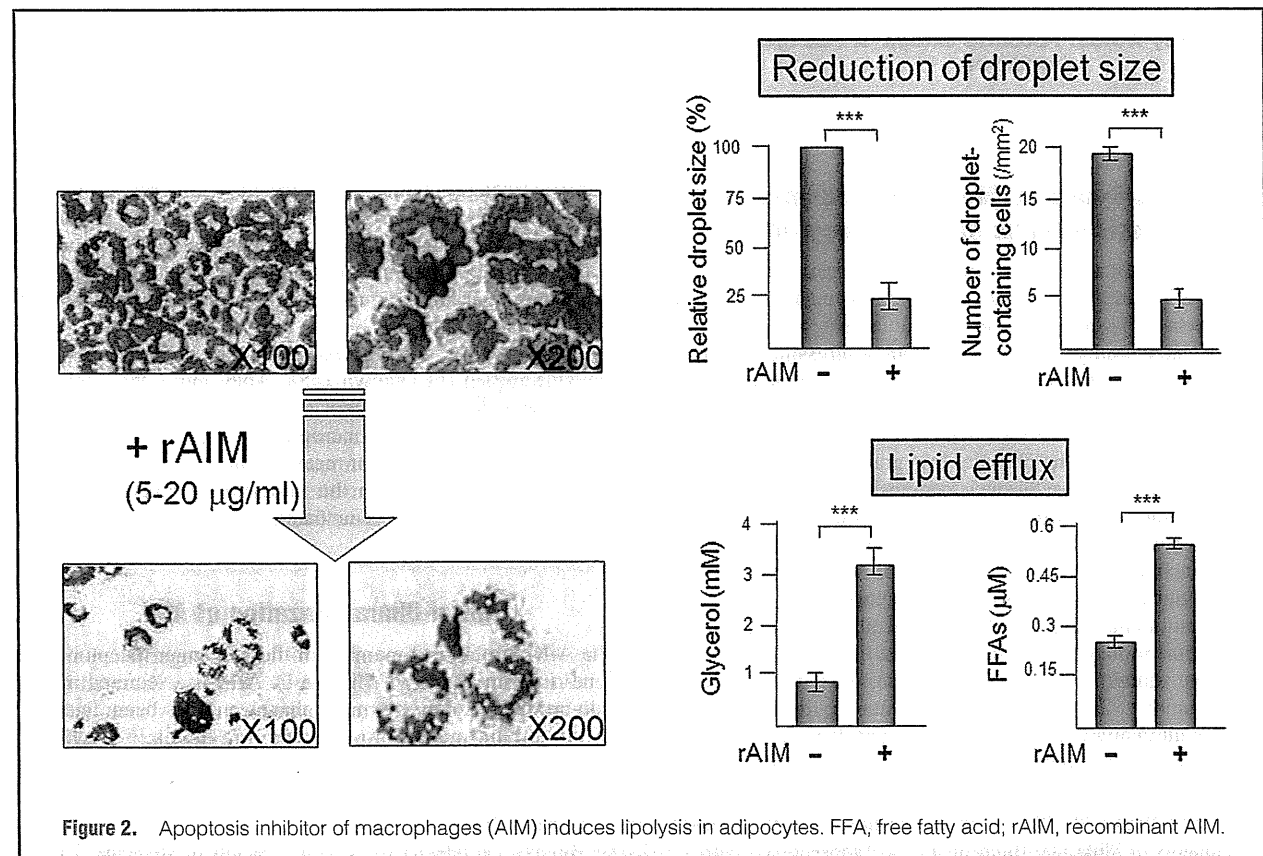 Reduction of droplet size
Relative droplet size (%)
100
75
50
25
***
rAIM - +
Number of droplet-
containing cells (/mm²)
20
15
10
5
***
rAIM - +
X100
X200
+ rAIM
(5-20 μg/ml)
X100
X200
Lipid efflux
Glycerol (mM)
4
3
2
1
***
rAIM - +
FFAs (μM)
0.6
0.45
0.3
0.15
***
rAIM - +
Figure 2. Apoptosis inhibitor of macrophages (AIM) induces lipolysis in adipocytes. FFA, free fatty acid; rAIM, recombinant AIM.